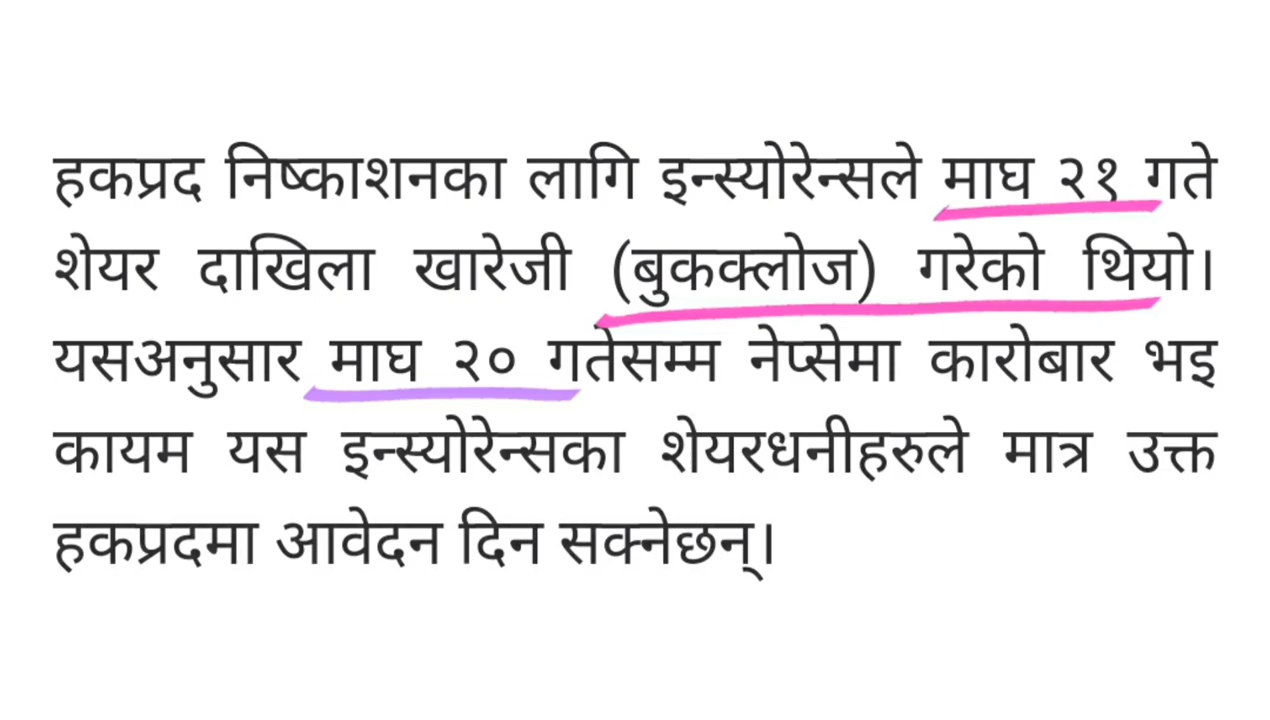 हकप्रद निष्काशनका लागि इन्स्योरेन्सले माघ २१ गते
शेयर दाखिला खारेजी (बुकक्लोज) गरेको थियो।
यसअनुसार माघ २० गतेसम्म नेप्सेमा कारोबार भइ
कायम यस इन्स्योरेन्सका शेयरधनीहरुले मात्र उक्त
हकप्रदमा आवेदन दिन सक्नेछन्।